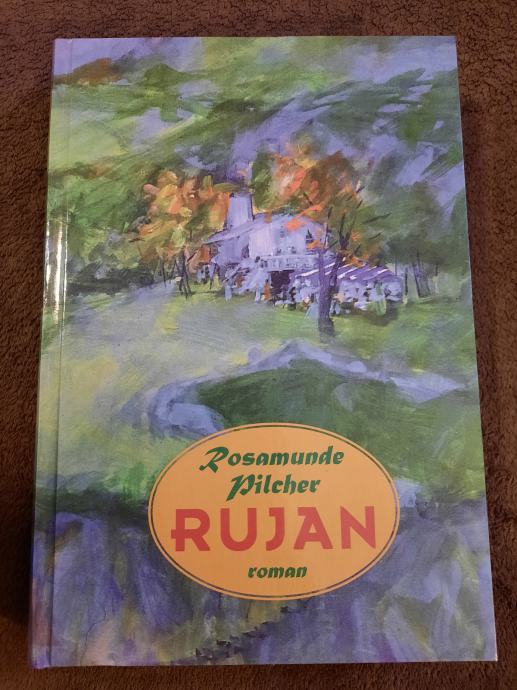 Rosamunde
Pilcher
RUJAN
roman